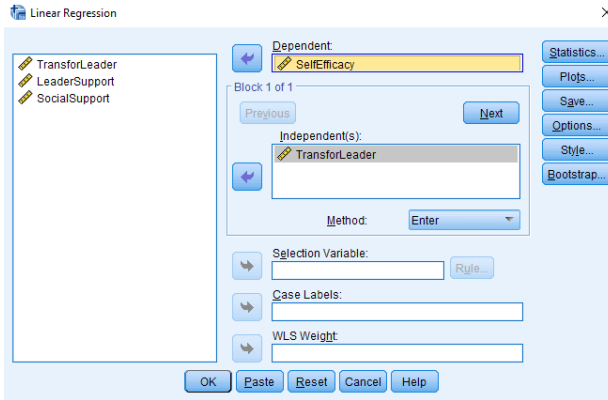 Linear Regression
TransforLeader
LeaderSupport
SocialSupport
Dependent:
SelfEfficacy
Block 1 of 1
Previous
Next
Independent(s):
TransforLeader
Method:
Enter
Selection Variable:
Rule...
Case Labels:
WLS Weight:
Statistics...
Plots...
Save...
Options...
Style...
Bootstrap...
OK
Paste
Reset
Cancel
Help